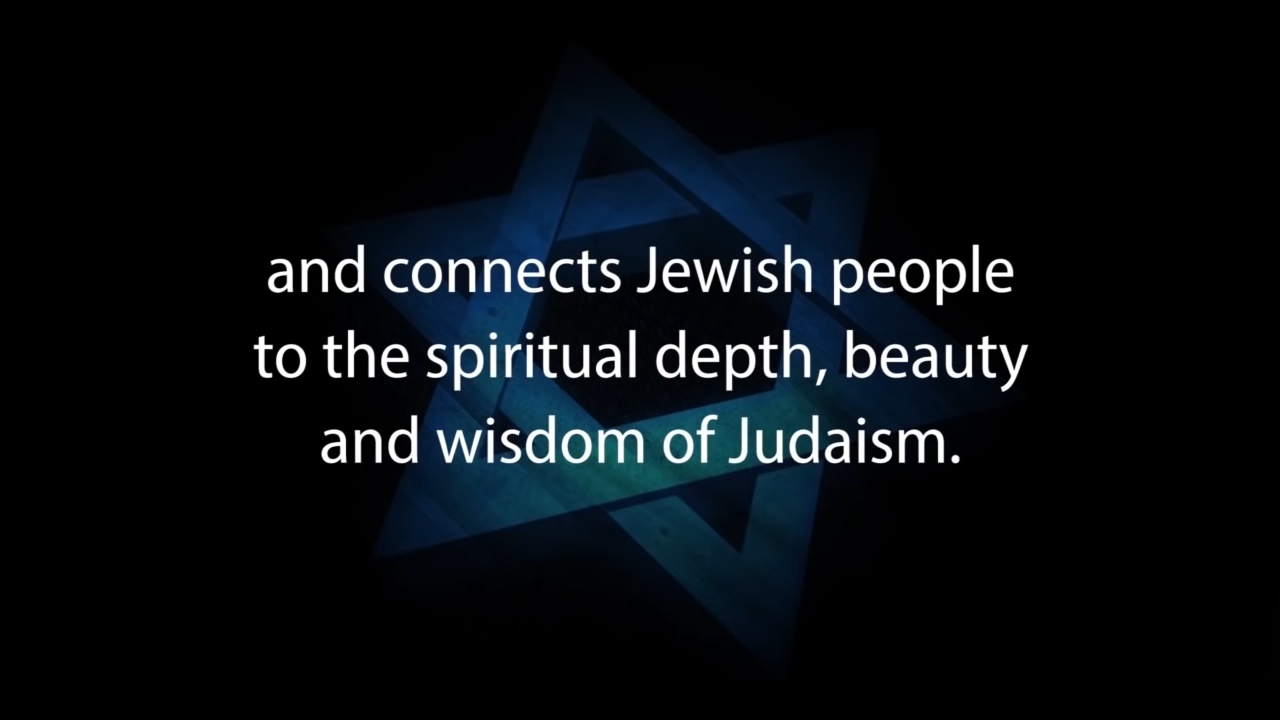 and connects Jewish people
to the spiritual depth, beauty
and wisdom of Judaism.